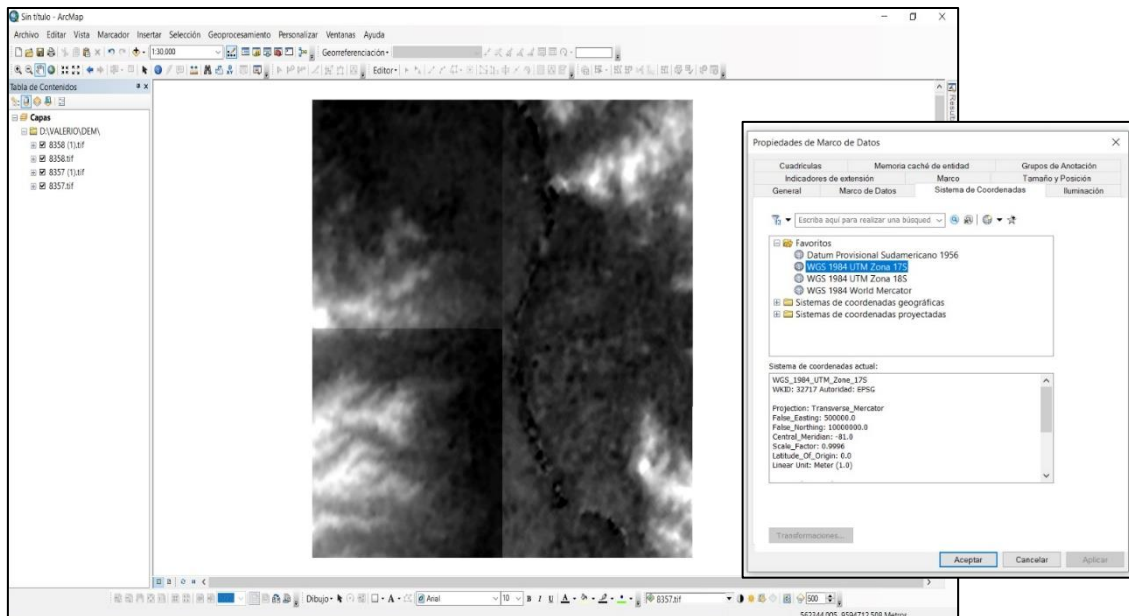 Sin título - ArcMap
Archivo Editar Vista Marcador Insertar Selección Geoprocesamiento Personalizar Ventanas Ayuda
1:30.000 Georreferenciación
Editor
Tabla de Contenidos
Capas
D:\VALERIO\DEM\
8358 (1).tif
8358.tif
8357 (1).tif
8357.tif
Propiedades de Marco de Datos
Cuadrículas Memoria caché de entidad Grupos de Anotación
Indicadores de extensión Marco Tamaño y Posición
General Marco de Datos Sistema de Coordenadas Iluminación
Escriba aquí para realizar una búsqued
Favoritos
Datum Provisional Sudamericano 1956
WGS 1984 UTM Zona 17S
WGS 1984 UTM Zona 18S
WGS 1984 World Mercator
Sistemas de coordenadas geográficas
Sistemas de coordenadas proyectadas
Sistema de coordenadas actual:
WGS_1984_UTM_Zone_17S
WKID: 32717 Autoridad: EPSG
Projection: Transverse_Mercator
False_Easting: 500000.0
False_Northing: 10000000.0
Central_Meridian: -81.0
Scale_Factor: 0.9996
Latitude_Of_Origin: 0.0
Linear Unit: Meter (1.0)
Transformaciones...
Aceptar Cancelar Aplicar
Dibujo A Arial 10 B I U A 8357.tif 500
562344,005 9594712,508 Metros